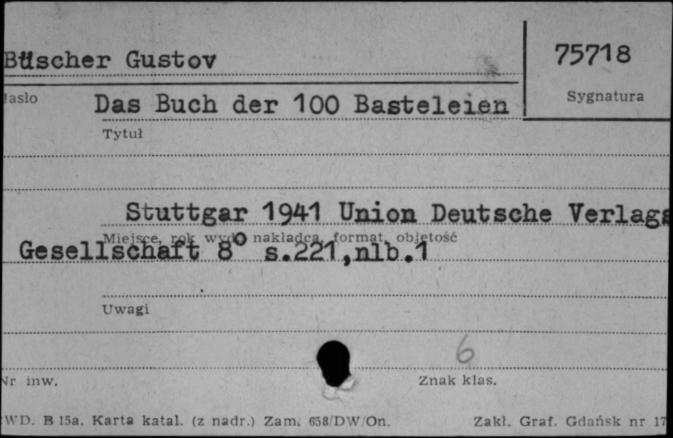 Büscher Gustov
75718
Hasło
Das Buch der 100 Basteleien
Sygnatura
Tytuł
Stuttgar 1941 Union Deutsche Verlags
Miejsce, rok wyd., nakładca, format, objętość
Gesellschaft 8° s.221,nlb.1
Uwagi
6
Nr inw.
Znak klas.
WD. B 15a. Karta katal. (z nadr.) Zam. 658/DW/On.
Zakł. Graf. Gdańsk nr 17